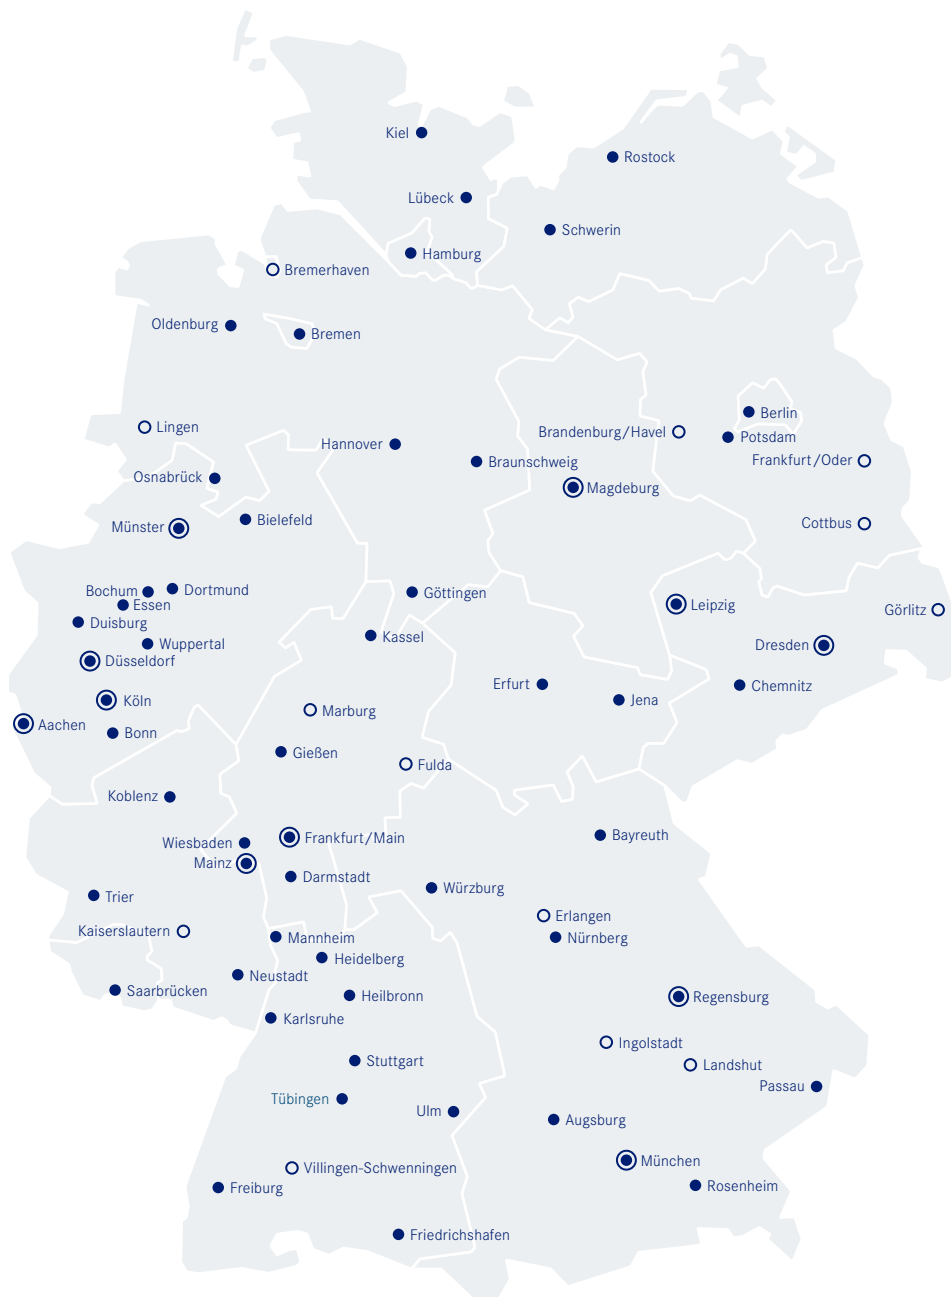 Kiel
Rostock
Lübeck
Schwerin
Hamburg
Bremerhaven
Oldenburg
Bremen
Berlin
Lingen
Brandenburg/Havel
Potsdam
Hannover
Frankfurt/Oder
Braunschweig
Osnabrück
Magdeburg
Bielefeld
Cottbus
Münster
Dortmund
Bochum
Göttingen
Essen
Leipzig
Görlitz
Duisburg
Kassel
Wuppertal
Dresden
Düsseldorf
Erfurt
Chemnitz
Köln
Jena
Marburg
Aachen
Bonn
Gießen
Fulda
Koblenz
Bayreuth
Frankfurt/Main
Wiesbaden
Mainz
Darmstadt
Würzburg
Trier
Erlangen
Kaiserslautern
Mannheim
Nürnberg
Heidelberg
Neustadt
Saarbrücken
Heilbronn
Regensburg
Karlsruhe
Ingolstadt
Stuttgart
Landshut
Passau
Tübingen
Ulm
Augsburg
München
Villingen-Schwenningen
Rosenheim
Freiburg
Friedrichshafen